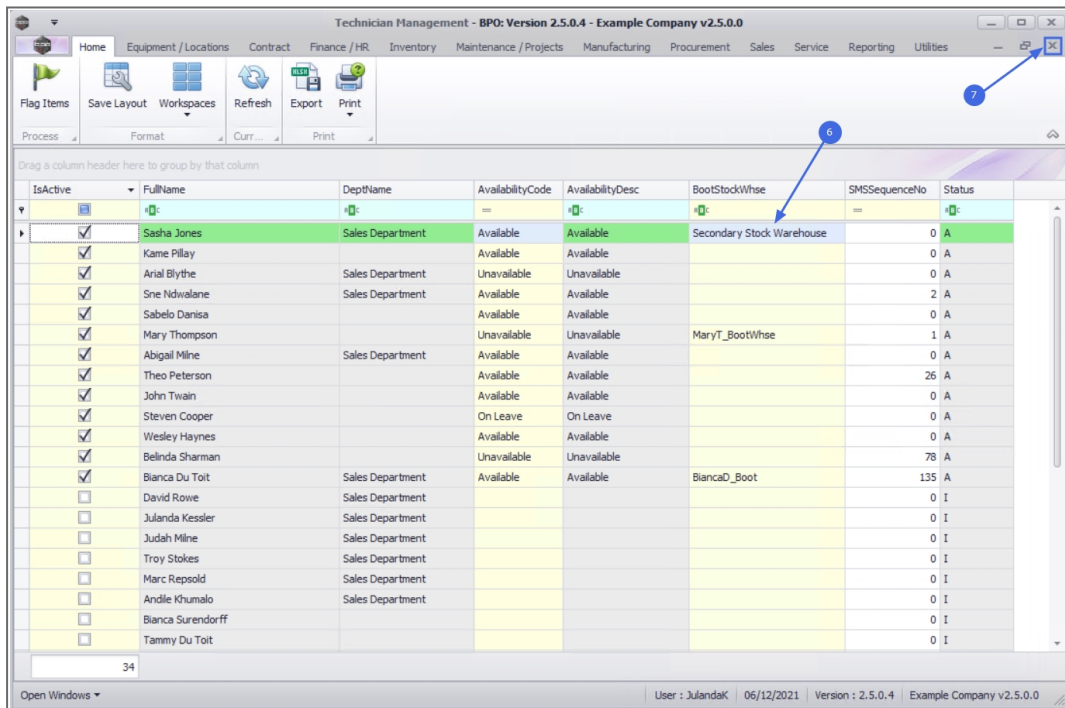 Technician Management - BPO: Version 2.5.0.4 - Example Company v2.5.0.0
Home Equipment / Locations Contract Finance / HR Inventory Maintenance / Projects Manufacturing Procurement Sales Service Reporting Utilities
7
Flag Items Save Layout Workspaces Refresh Export Print
Process Format Curr... Print
6
Drag a column header here to group by that column
IsActive FullName DeptName AvailabilityCode AvailabilityDesc BootStockWhse SMSSequenceNo Status
Sasha Jones Sales Department Available Available Secondary Stock Warehouse 0 A
Kame Pillay Available Available 0 A
Arial Blythe Sales Department Unavailable Unavailable 0 A
Sne Ndwalane Sales Department Available Available 2 A
Sabelo Danisa Available Available 0 A
Mary Thompson Unavailable Unavailable MaryT_BootWhse 1 A
Abigail Milne Sales Department Available Available 0 A
Theo Peterson Available Available 26 A
John Twain Available Available 0 A
Steven Cooper On Leave On Leave 0 A
Wesley Haynes Available Available 0 A
Belinda Sharman Unavailable Unavailable 78 A
Bianca Du Toit Sales Department Available Available BiancaD_Boot 135 A
David Rowe Sales Department 0 I
Julanda Kessler Sales Department 0 I
Judah Milne Sales Department 0 I
Troy Stokes Sales Department 0 I
Marc Repsold Sales Department 0 I
Andile Khumalo Sales Department 0 I
Bianca Surendorff 0 I
Tammy Du Toit 0 I
34
Open Windows User : JulandaK 06/12/2021 Version : 2.5.0.4 Example Company v2.5.0.0